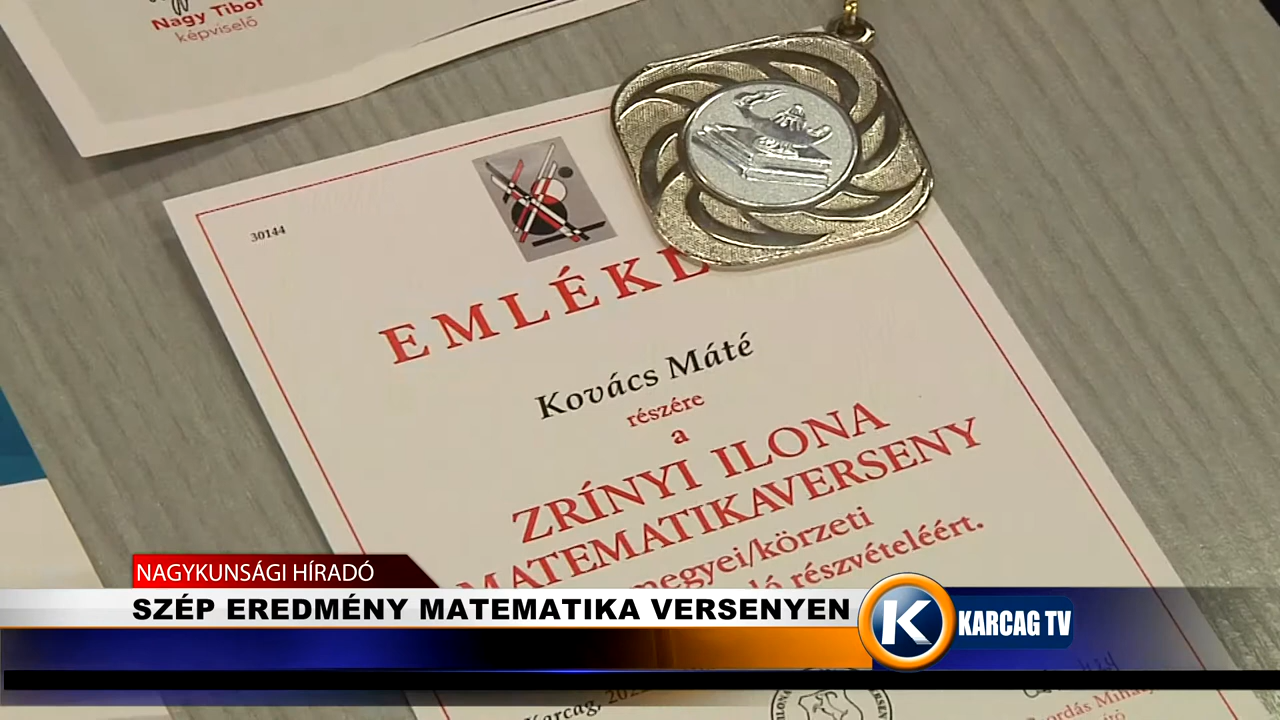 Nagy Tibor
képviselő
30144
EMLÉKL
Kovács Máté
részére
a
ZRÍNYI ILONA
MATEMATIKAVERSENY
megyei/körzeti
részvételéért.
NAGYKUNSÁGI HÍRADÓ
SZÉP EREDMÉNY MATEMATIKA VERSENYEN
K KARCAG TV
Karcag, 202